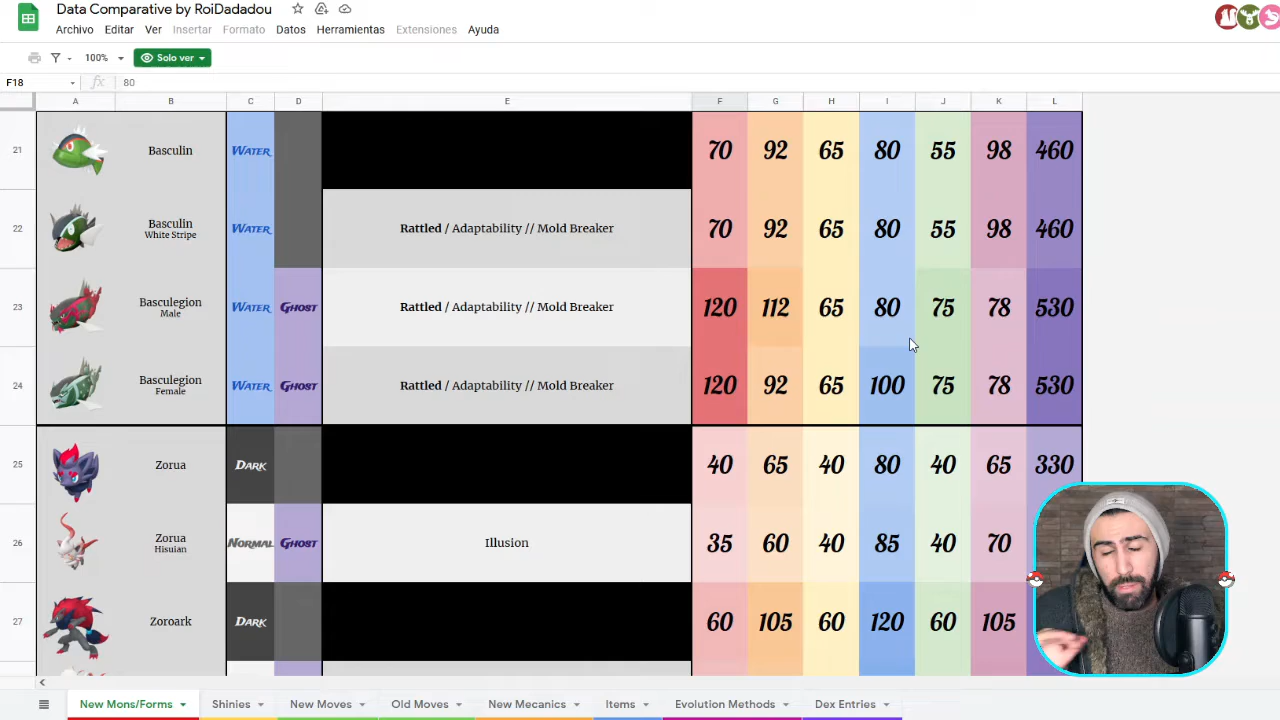 Data Comparative by RoiDadadou
Archivo Editar Ver Insertar Formato Datos Herramientas Extensiones Ayuda
100% Solo ver
F18 fx 80
A B C D E F G H I J K L
21 Basculin WATER 70 92 65 80 55 98 460
22 Basculin White Stripe WATER Rattled / Adaptability // Mold Breaker 70 92 65 80 55 98 460
23 Basculegion Male WATER GHOST Rattled / Adaptability // Mold Breaker 120 112 65 80 75 78 530
24 Basculegion Female WATER GHOST Rattled / Adaptability // Mold Breaker 120 92 65 100 75 78 530
25 Zorua DARK 40 65 40 80 40 65 330
26 Zorua Hisuian NORMAL GHOST Illusion 35 60 40 85 40 70
27 Zoroark DARK 60 105 60 120 60 105
New Mons/Forms Shinies New Moves Old Moves New Mecanics Items Evolution Methods Dex Entries